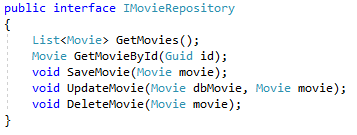 public interface IMovieRepository
{
    List<Movie> GetMovies();
    Movie GetMovieById(Guid id);
    void SaveMovie(Movie movie);
    void UpdateMovie(Movie dbMovie, Movie movie);
    void DeleteMovie(Movie movie);
}